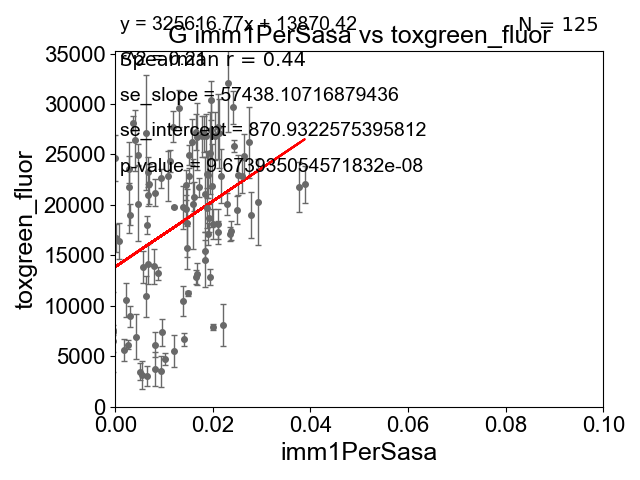 y = 325616.77x + 13870.42
N = 125
G imm1PerSasa vs toxgreen_fluor
Spearman r = 0.44
r^2 = 0.21
se_slope = 57438.10716879436
se_intercept = 870.9322575395812
p-value = 9.673935054571832e-08
35000
30000
25000
20000
15000
10000
5000
0
toxgreen_fluor
0.00
0.02
0.04
0.06
0.08
0.10
imm1PerSasa